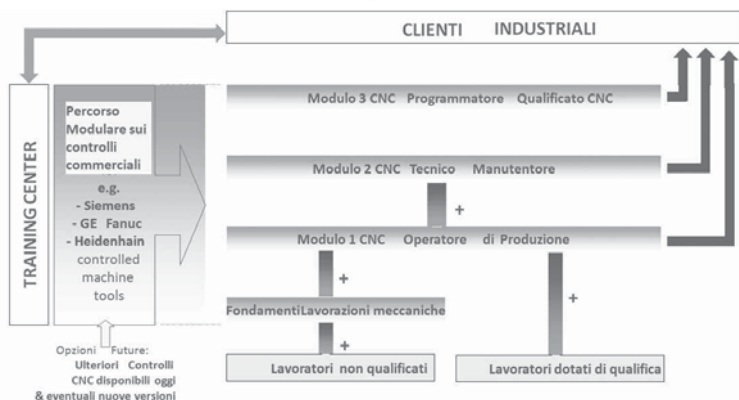 CLIENTI INDUSTRIALI
TRAINING CENTER
Percorso
Modulare sui
controlli
commerciali
e.g.
- Siemens
- GE Fanuc
- Heidenhain
controlled
machine
tools
Opzioni Future:
Ulteriori Controlli
CNC disponibili oggi
& eventuali nuove versioni
Modulo 3 CNC Programmatore Qualificato CNC
Modulo 2 CNC Tecnico Manutentore
+
Modulo 1 CNC Operatore di Produzione
+
+
FondamentiLavorazioni meccaniche
+
Lavoratori non qualificati
Lavoratori dotati di qualifica